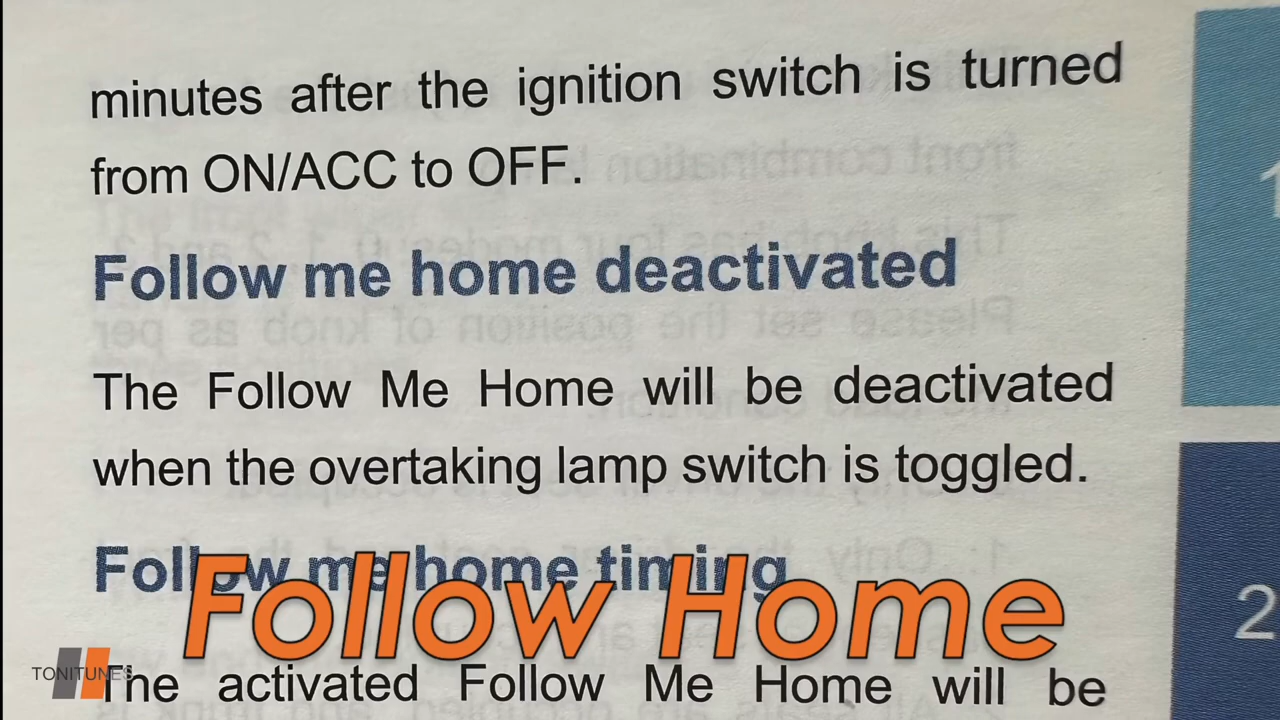 minutes after the ignition switch is turned
from ON/ACC to OFF.
Follow me home deactivated
The Follow Me Home will be deactivated
when the overtaking lamp switch is toggled.
Follow me home timing
Follow Home
TONITUNES
The activated Follow Me Home will be
1
2